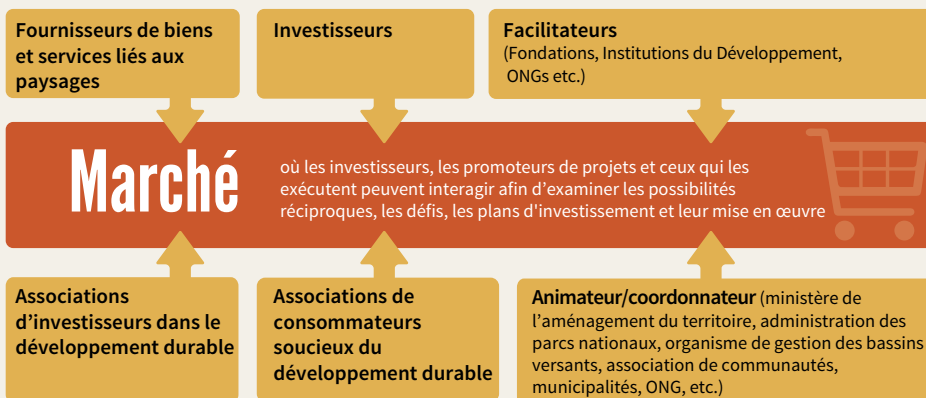 Fournisseurs de biens
et services liés aux
paysages
Investisseurs
Facilitateurs
(Fondations, Institutions du Développement,
ONGs etc.)
Marché
où les investisseurs, les promoteurs de projets et ceux qui les
exécutent peuvent interagir afin d’examiner les possibilités
réciproques, les défis, les plans d'investissement et leur mise en œuvre
Associations
d’investisseurs dans le
développement durable
Associations de
consommateurs
soucieux du
développement durable
Animateur/coordonnateur (ministère de
l’aménagement du territoire, administration des
parcs nationaux, organisme de gestion des bassins
versants, association de communautés,
municipalités, ONG, etc.)